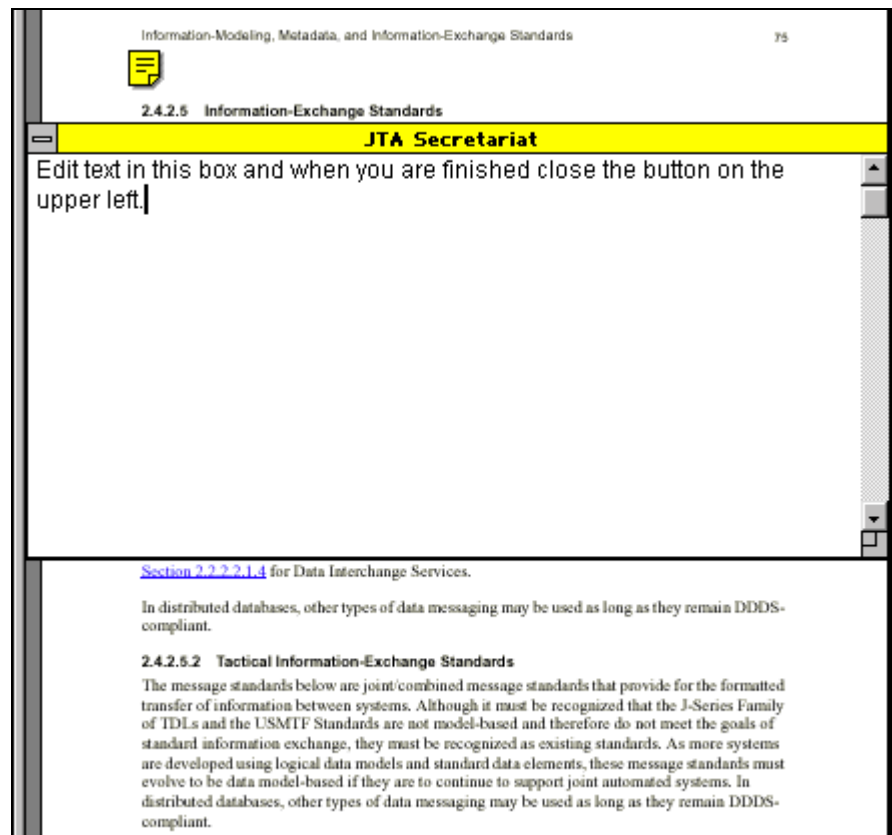 Information-Modeling, Metadata, and Information-Exchange Standards 75
2.4.2.5 Information-Exchange Standards
JTA Secretariat
Edit text in this box and when you are finished close the button on the
upper left.
Section 2.2.2.2.1.4 for Data Interchange Services.
In distributed databases, other types of data messaging may be used as long as they remain DDDS-
compliant.
2.4.2.5.2 Tactical Information-Exchange Standards
The message standards below are joint/combined message standards that provide for the formatted
transfer of information between systems. Although it must be recognized that the J-Series Family
of TDLs and the USMTF Standards are not model-based and therefore do not meet the goals of
standard information exchange, they must be recognized as existing standards. As more systems
are developed using logical data models and standard data elements, these message standards must
evolve to be data model-based if they are to continue to support joint automated systems. In
distributed databases, other types of data messaging may be used as long as they remain DDDS-
compliant.